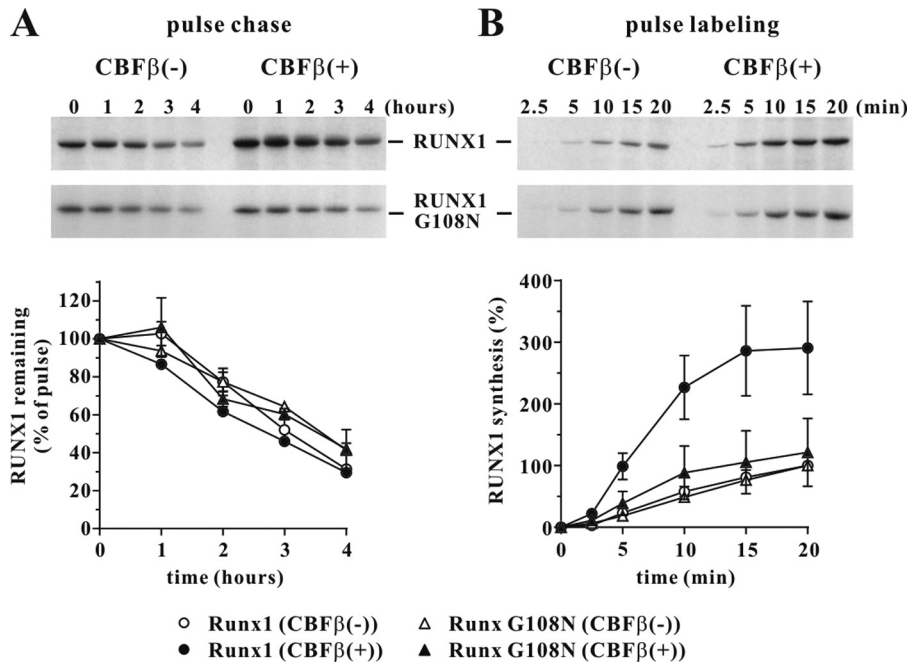 A pulse chase
CBFβ(-) CBFβ(+)
0 1 2 3 4 0 1 2 3 4 (hours)
RUNX1
RUNX1
G108N
B pulse labeling
CBFβ(-) CBFβ(+)
2.5 5 10 15 20 2.5 5 10 15 20 (min)
RUNX1 remaining
(% of pulse)
120
100
80
60
40
20
0
0 1 2 3 4
time (hours)
RUNX1 synthesis (%)
400
300
200
100
0
0 5 10 15 20
time (min)
Runx1 (CBFβ(-))
Runx1 (CBFβ(+))
Runx G108N (CBFβ(-))
Runx G108N (CBFβ(+))